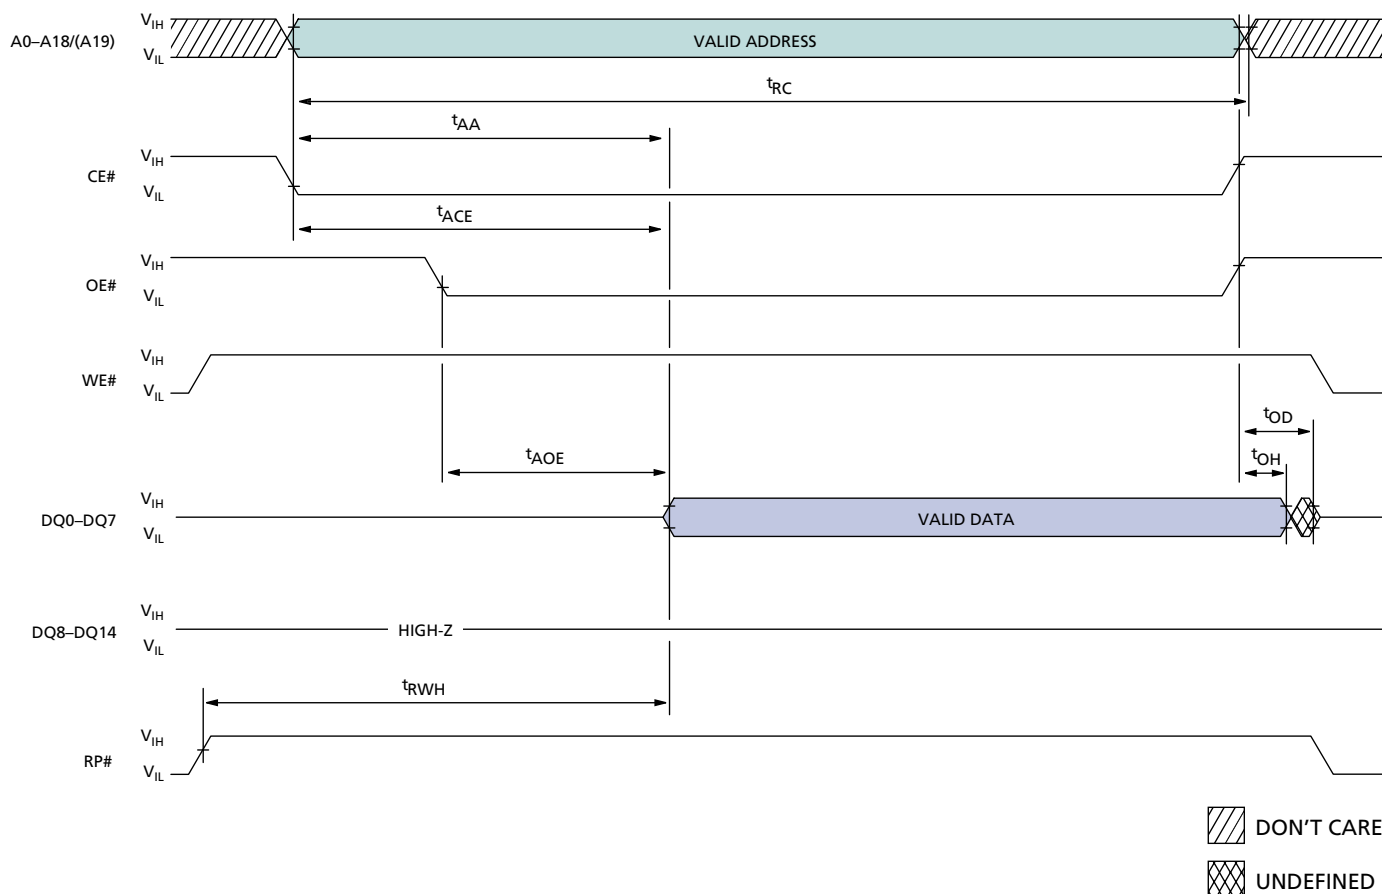 VIH
A0–A18/(A19)
VIL
VALID ADDRESS
tRC
tAA
VIH
CE#
VIL
tACE
VIH
OE#
VIL
VIH
WE#
VIL
tOD
tAOE
tOH
VIH
DQ0–DQ7
VIL
VALID DATA
VIH
DQ8–DQ14
VIL
HIGH-Z
tRWH
VIH
RP#
VIL
DON'T CARE
UNDEFINED